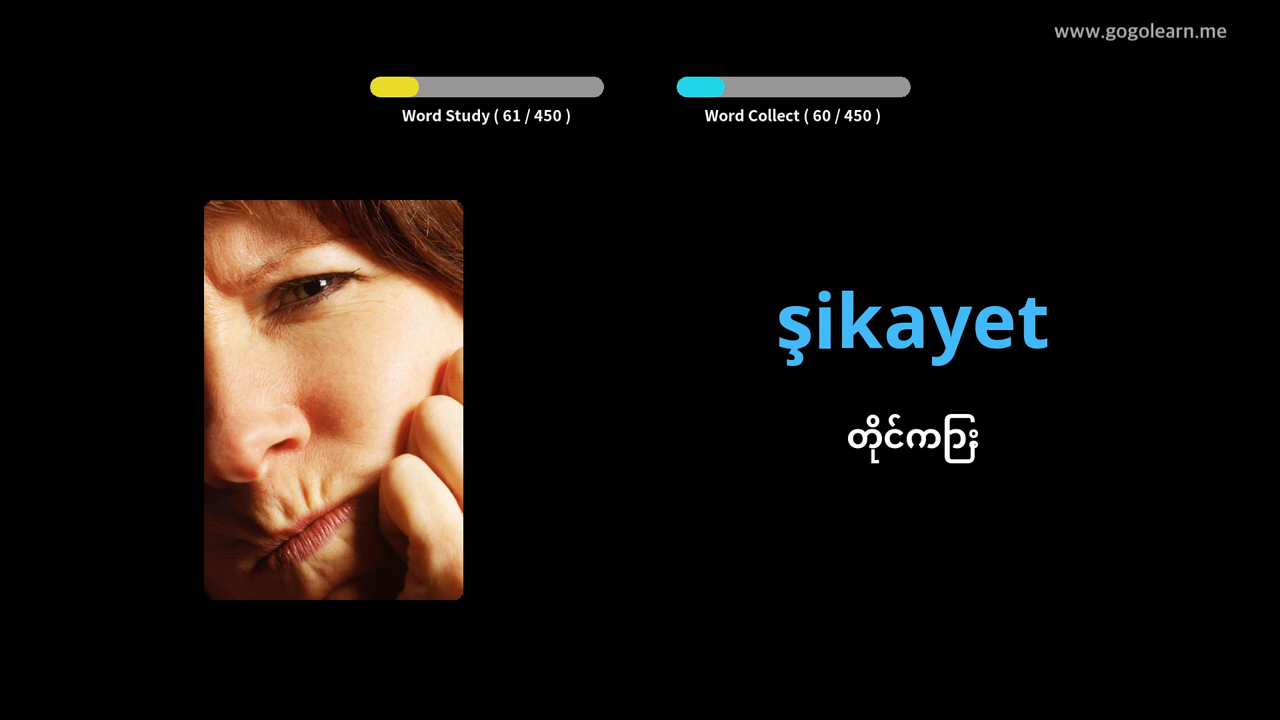 www.gogolearn.me
Word Study ( 61 / 450 )
Word Collect ( 60 / 450 )
şikayet
တိုင်ကြား